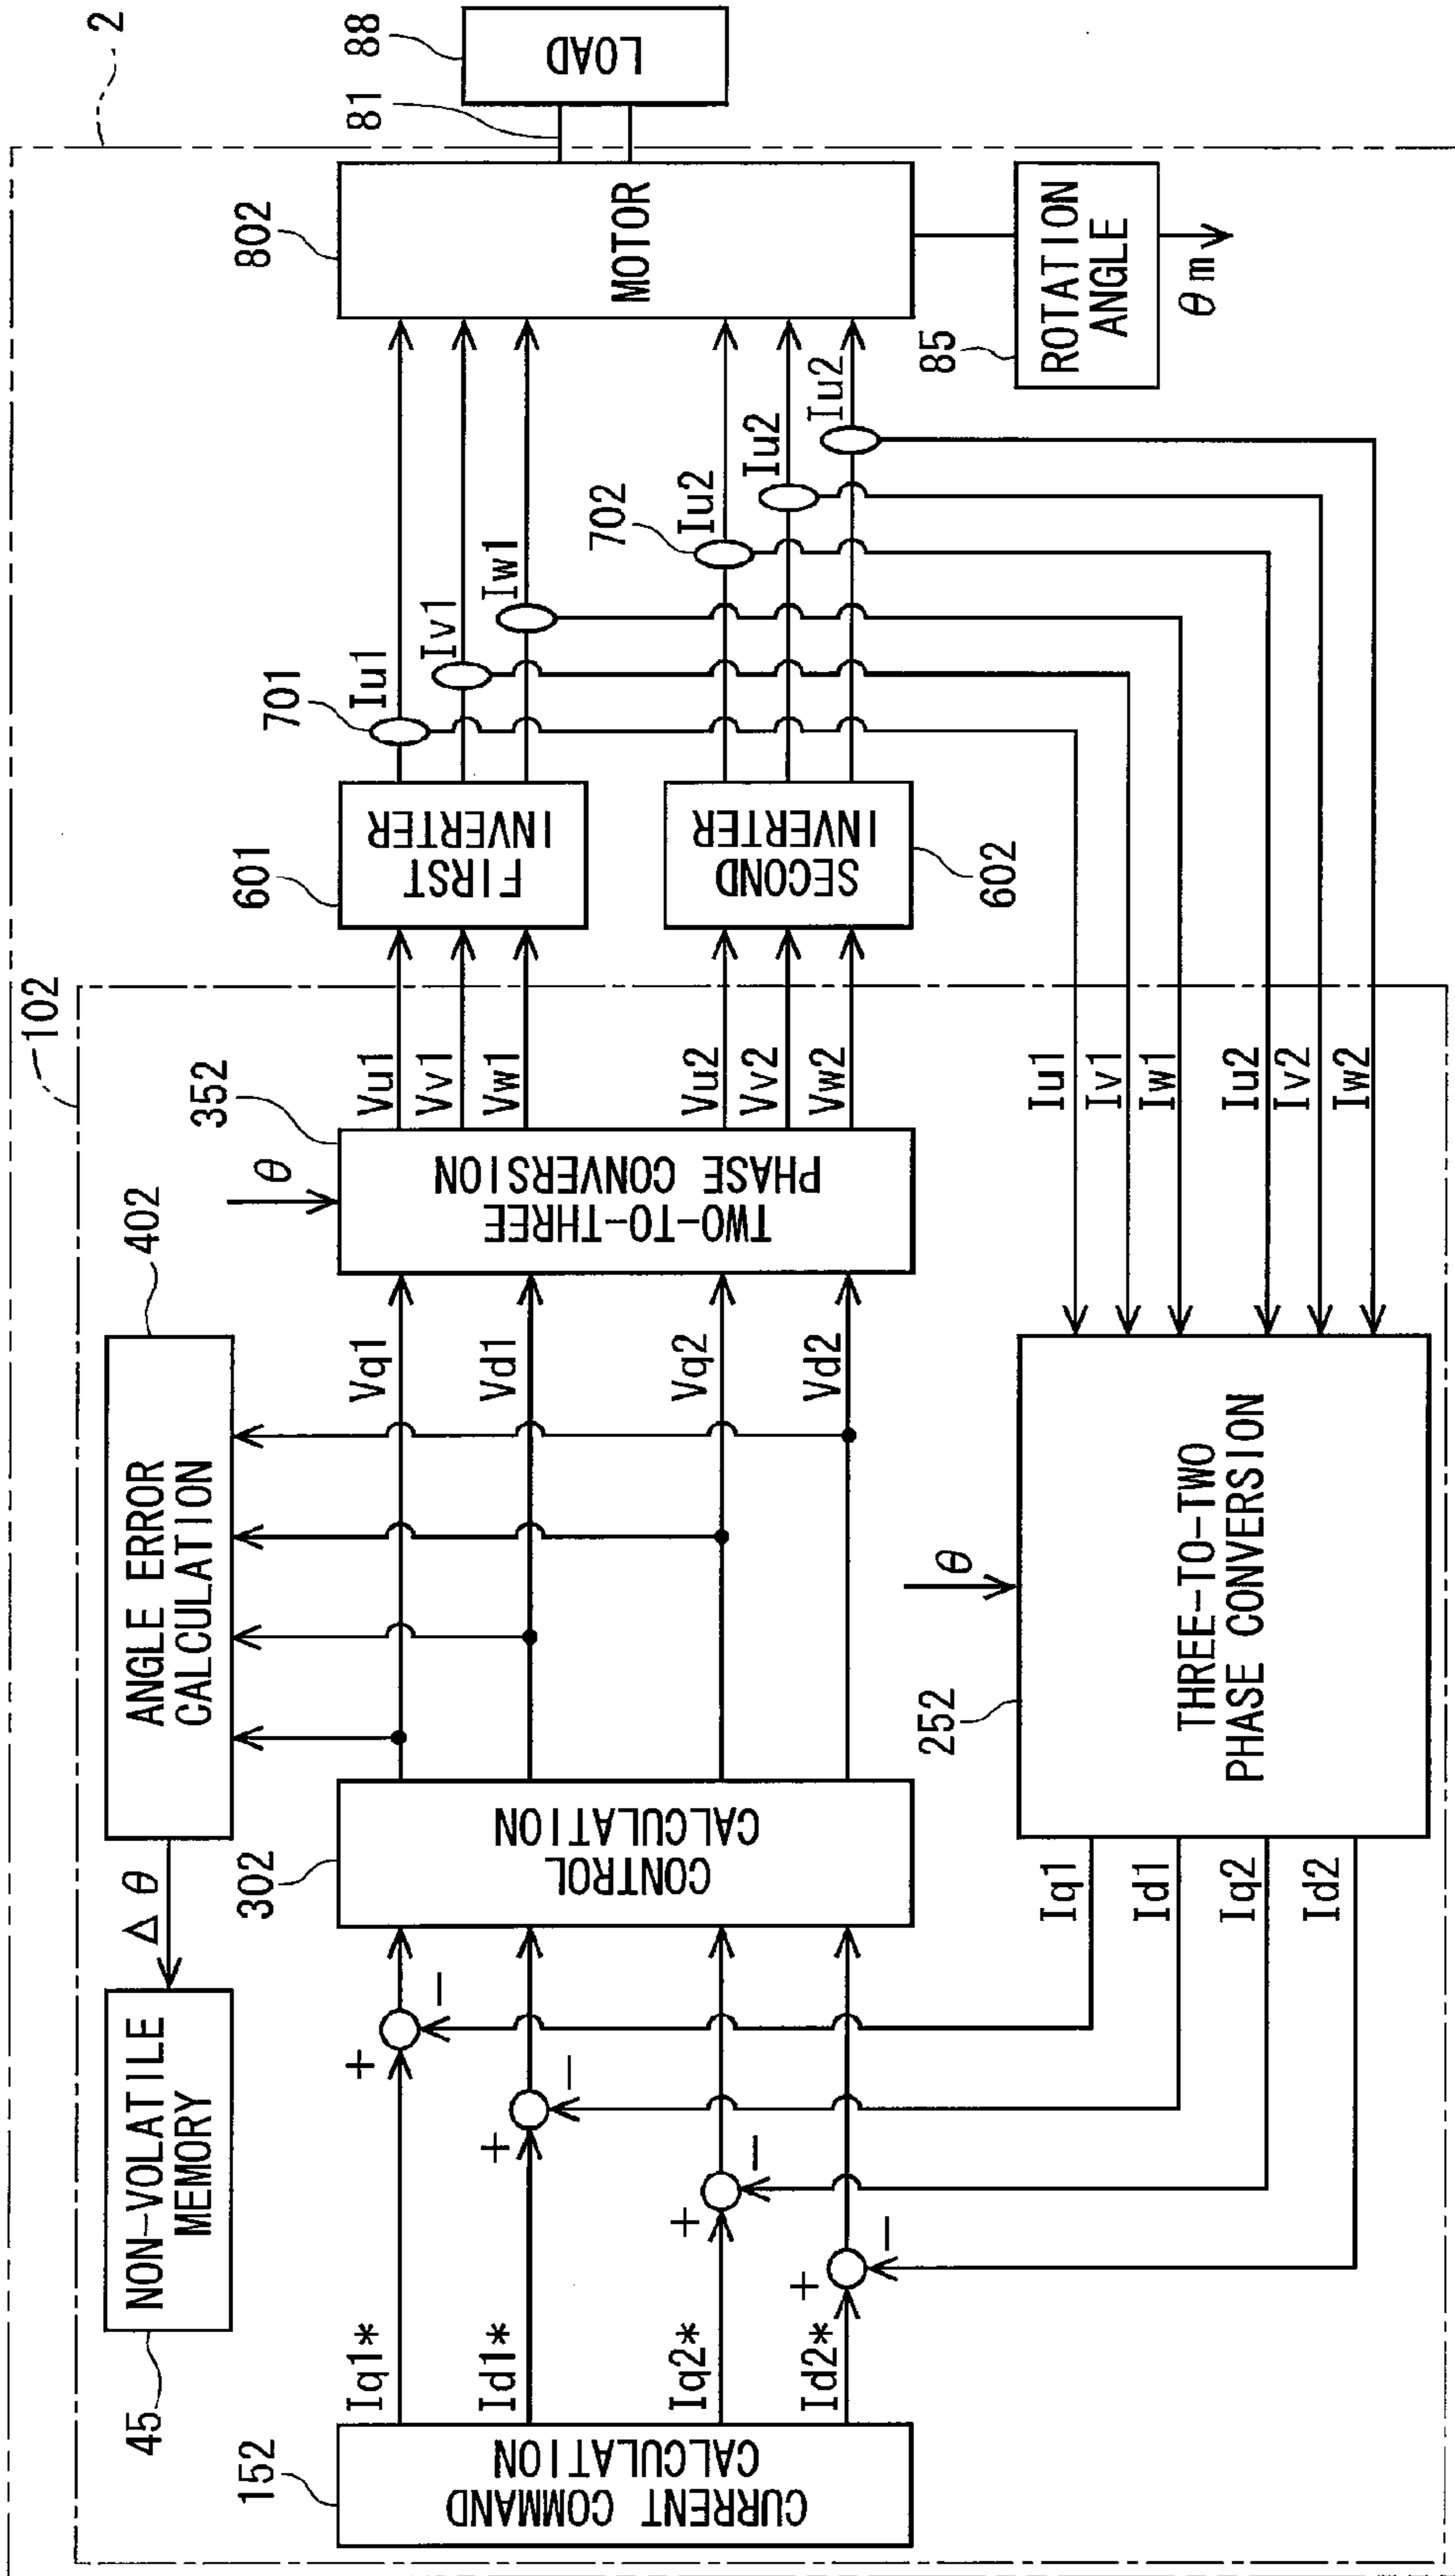 2
102
45
NON-VOLATILE
MEMORY
Δθ
ANGLE ERROR
CALCULATION
402
152
CURRENT COMMAND
CALCULATION
Iq1*
Id1*
Iq2*
Id2*
+
−
+
−
+
−
+
−
302
CONTROL
CALCULATION
Vq1
Vd1
Vq2
Vd2
θ
352
TWO-TO-THREE
PHASE CONVERSION
Vu1
Vv1
Vw1
Vu2
Vv2
Vw2
601
FIRST
INVERTER
SECOND
INVERTER
602
701
Iu1
Iv1
Iw1
702
Iu2
Iu2
Iu2
802
MOTOR
81
88
LOAD
85
ROTATION
ANGLE
θm
Iq1
Id1
Iq2
Id2
252
θ
THREE-TO-TWO
PHASE CONVERSION
Iu1
Iv1
Iw1
Iu2
Iv2
Iw2